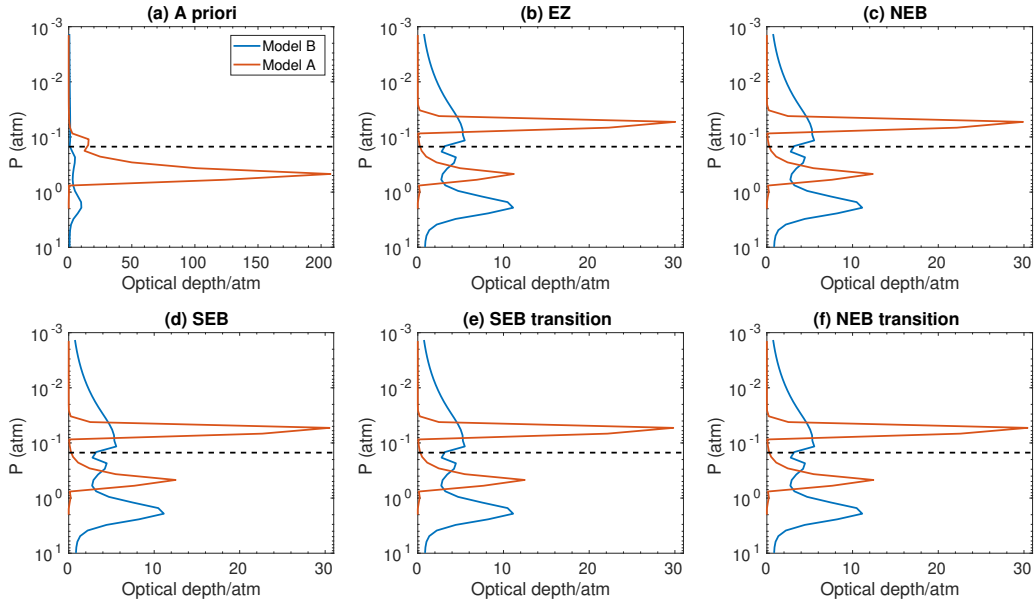 (a) A priori
10^-3
10^-2
10^-1
10^0
10^1
P (atm)
Model B
Model A
0 50 100 150 200
Optical depth/atm
(b) EZ
10^-3
10^-2
10^-1
10^0
10^1
P (atm)
0 10 20 30
Optical depth/atm
(c) NEB
10^-3
10^-2
10^-1
10^0
10^1
P (atm)
0 10 20 30
Optical depth/atm
(d) SEB
10^-3
10^-2
10^-1
10^0
10^1
P (atm)
0 10 20 30
Optical depth/atm
(e) SEB transition
10^-3
10^-2
10^-1
10^0
10^1
P (atm)
0 10 20 30
Optical depth/atm
(f) NEB transition
10^-3
10^-2
10^-1
10^0
10^1
P (atm)
0 10 20 30
Optical depth/atm